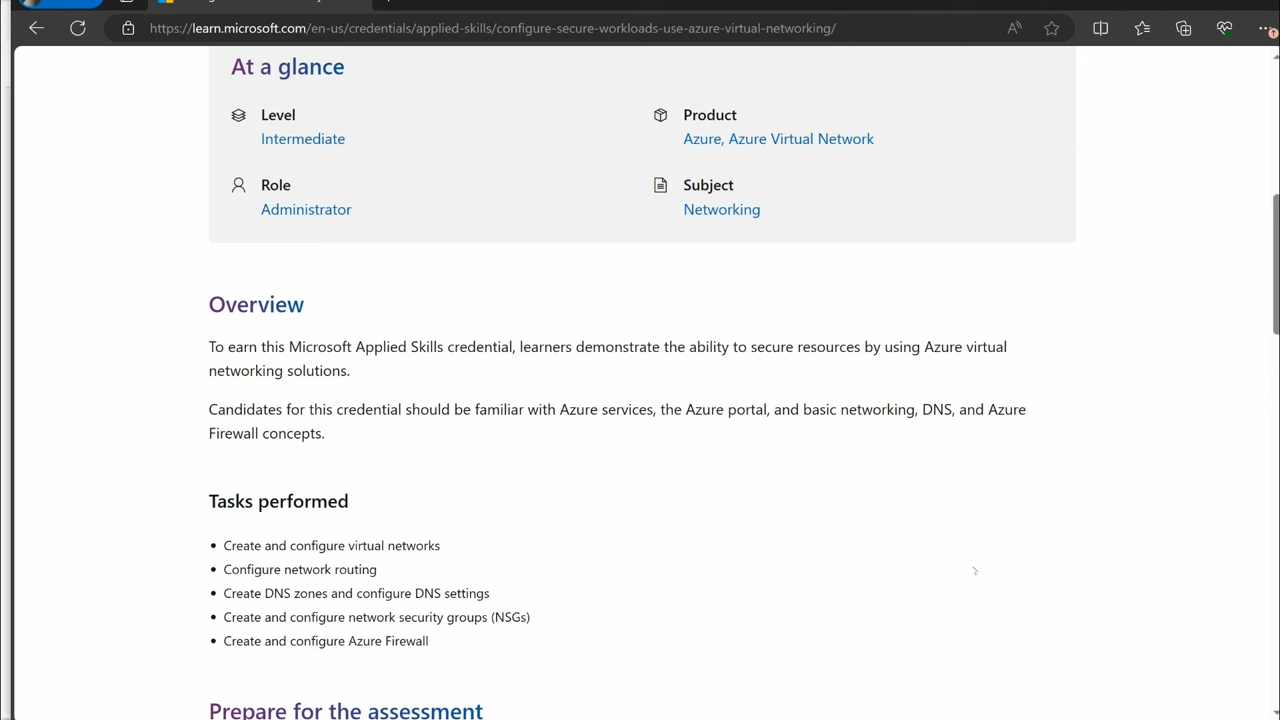 https://learn.microsoft.com/en-us/credentials/applied-skills/configure-secure-workloads-use-azure-virtual-networking/
At a glance
Level
Intermediate
Product
Azure, Azure Virtual Network
Role
Administrator
Subject
Networking
Overview
To earn this Microsoft Applied Skills credential, learners demonstrate the ability to secure resources by using Azure virtual
networking solutions.
Candidates for this credential should be familiar with Azure services, the Azure portal, and basic networking, DNS, and Azure
Firewall concepts.
Tasks performed
• Create and configure virtual networks
• Configure network routing
• Create DNS zones and configure DNS settings
• Create and configure network security groups (NSGs)
• Create and configure Azure Firewall
Prepare for the assessment